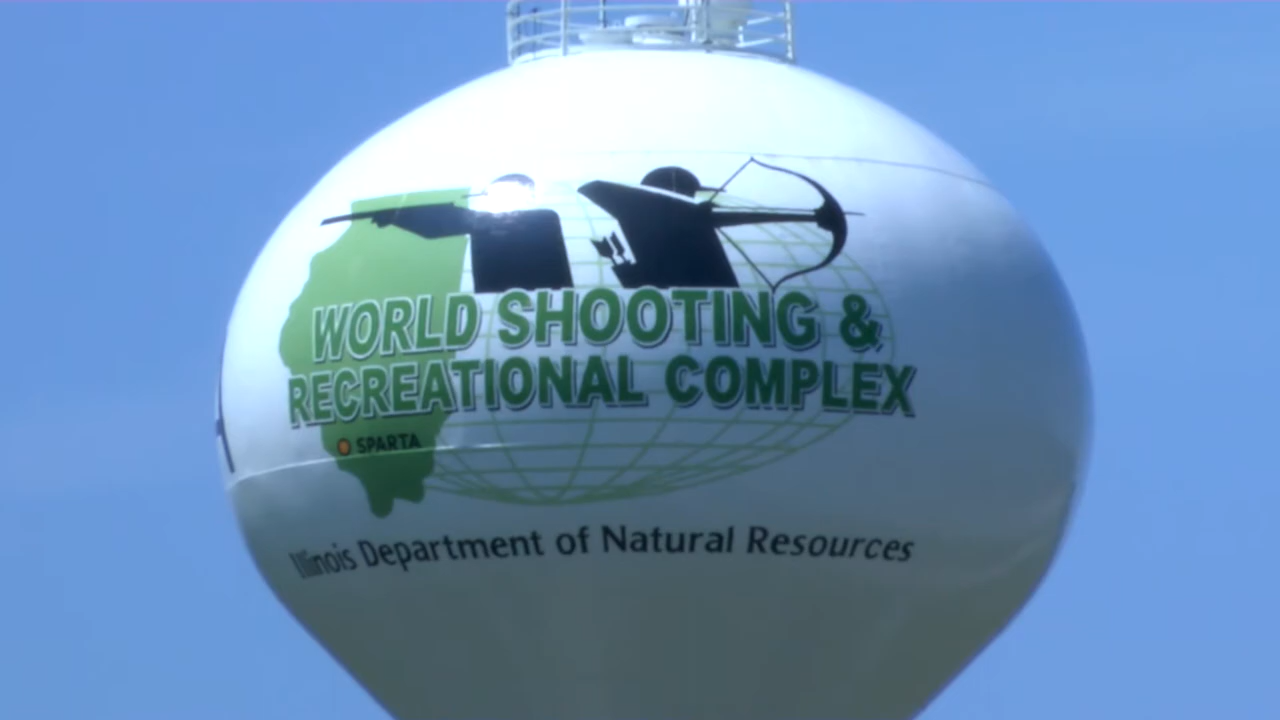 WORLD SHOOTING &
RECREATIONAL COMPLEX
SPARTA
Illinois Department of Natural Resources